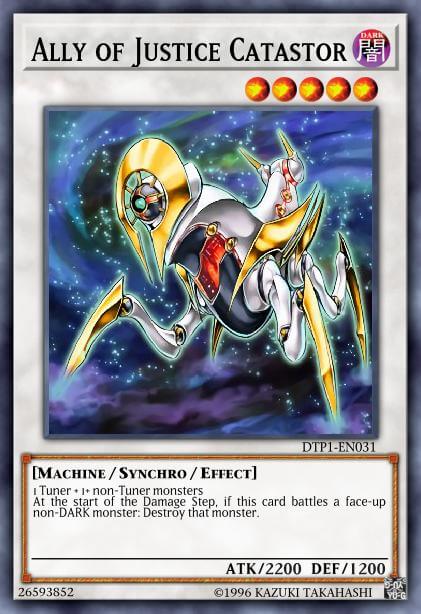 ALLY OF JUSTICE CATASTOR
DARK
闇
DTP1-EN031
[MACHINE / SYNCHRO / EFFECT]
1 Tuner + 1+ non-Tuner monsters
At the start of the Damage Step, if this card battles a face-up
non-DARK monster: Destroy that monster.
ATK/2200 DEF/1200
26593852
©1996 KAZUKI TAKAHASHI